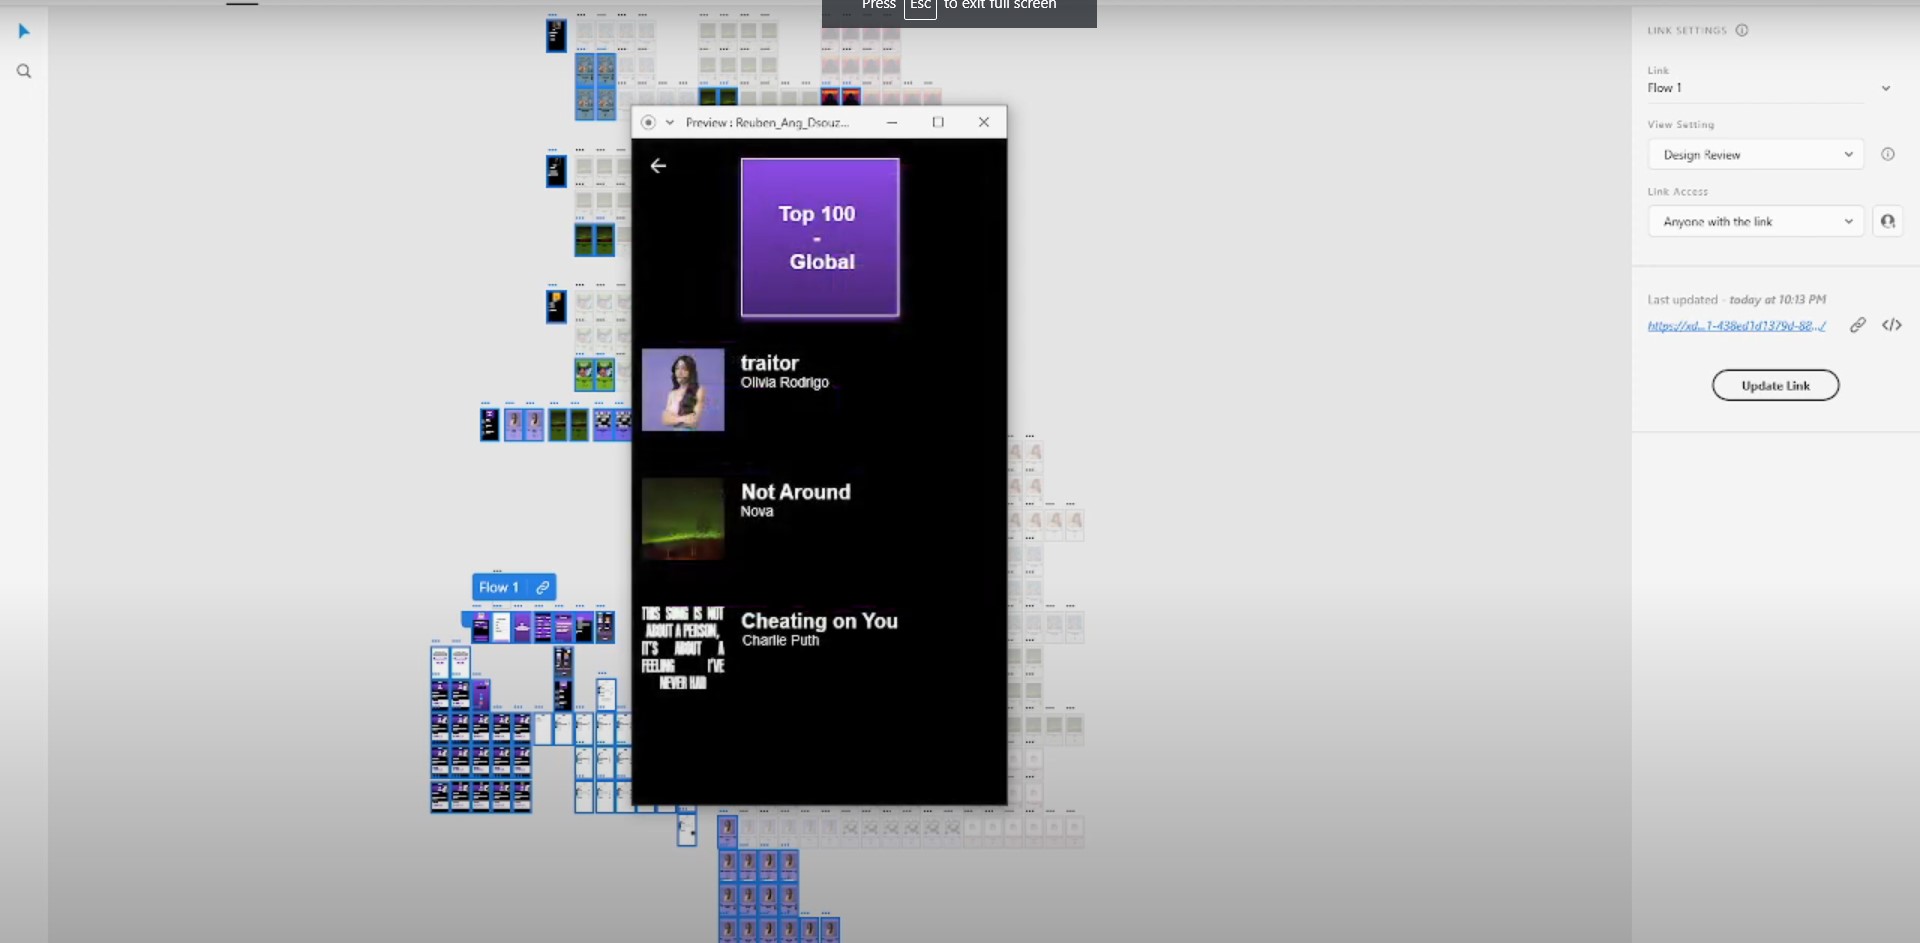 Press Esc to exit full screen
LINK SETTINGS
Link
Flow 1
View Setting
Design Review
Link Access
Anyone with the link
Last updated - today at 10:13 PM
https://xd...1-438ed1d1379d-88.../
Update Link
Preview : Reuben_Ang_Dsouz...
Top 100
-
Global
traitor
Olivia Rodrigo
Not Around
Nova
THIS SONG IS NOT
ABOUT A PERSON,
IT'S ABOUT A
FEELING I'VE
NEVER HAD
Cheating on You
Charlie Puth
Flow 1